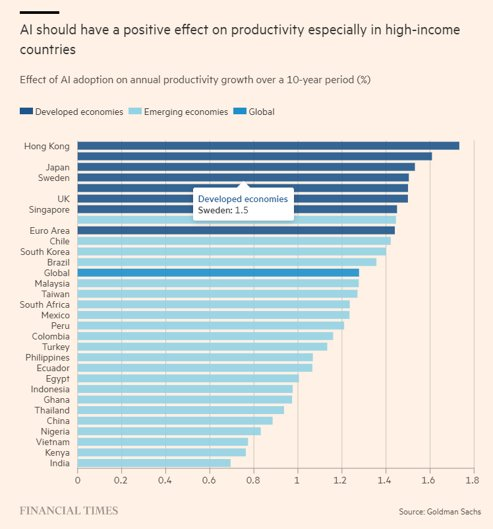 AI should have a positive effect on productivity especially in high-income
countries
Effect of AI adoption on annual productivity growth over a 10-year period (%)
Developed economies Emerging economies Global
Hong Kong
Japan
Sweden
Developed economies
Sweden: 1.5
UK
Singapore
Euro Area
Chile
South Korea
Brazil
Global
Malaysia
Taiwan
South Africa
Mexico
Peru
Colombia
Turkey
Philippines
Ecuador
Egypt
Indonesia
Ghana
Thailand
China
Nigeria
Vietnam
Kenya
India
0 0.2 0.4 0.6 0.8 1 1.2 1.4 1.6 1.8
FINANCIAL TIMES Source: Goldman Sachs